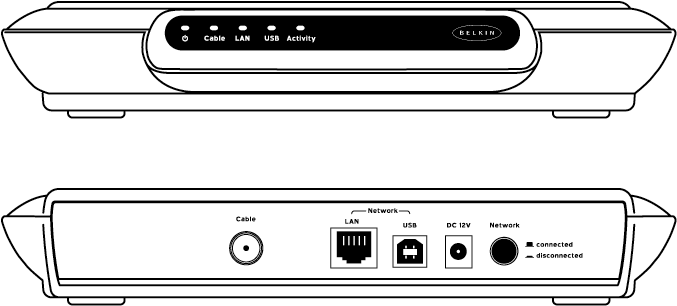 Cable LAN USB Activity
BELKIN
Network
Cable LAN USB DC 12V Network
connected
disconnected